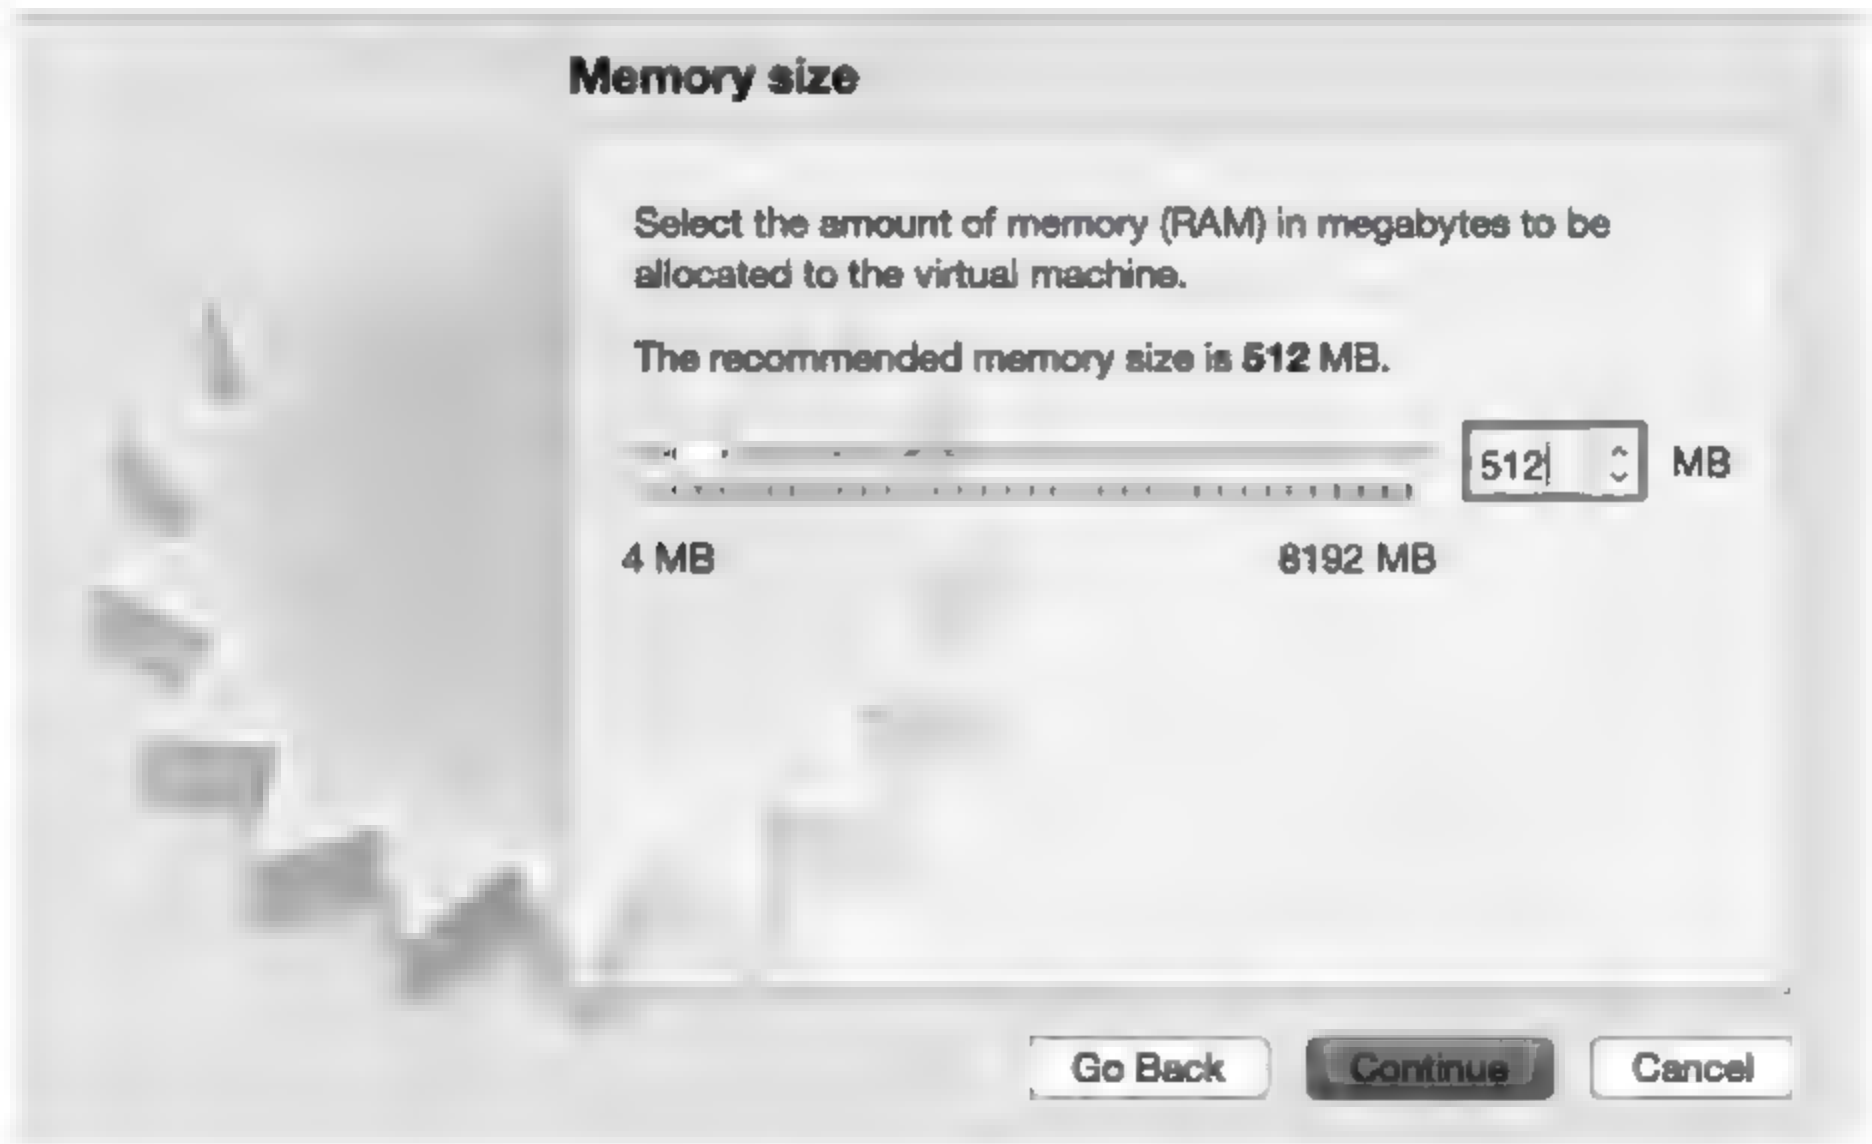 Memory size
Select the amount of memory (RAM) in megabytes to be
allocated to the virtual machine.
The recommended memory size is 512 MB.
512 MB
4 MB 8192 MB
Go Back Continue Cancel